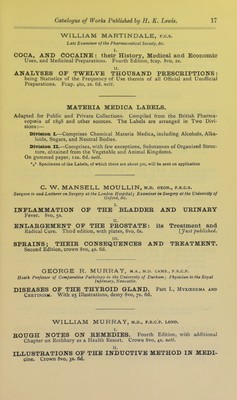 Catalogue of Works Published by H. K. Lewis. 17
WILLIAM MARTINDALE, F.C.S.
Late Examiner of the Pharmaceutical Society, &c.
I.
COCA, AND COCAINE: their History, Medical and Economic
Uses, and Medicinal Preparations. Fourth Edition, fcap. 8vo, 2s.
II.
ANALYSES OF TWELVE THOUSAND PRESCRIPTIONS:
being Statistics of the Frequency of Use therein of all Official and Unofficial
Preparations. Fcap. 4to, 2s. 6d. nett.
MATERIA MEDICA LABELS.
Adapted for Public and Private Collections. Compiled from the British Pharma-
copœia of 1898 and other sources. The Labels are arranged in Two Divi-
sions:—
Division I.—Comprises Chemical Materia Medica, including Alcohols, Alka-
loids, Sugars, and Neutral Bodies.
Division II.—Comprises, with few exceptions, Substances of Organized Struc-
ture, obtained from the Vegetable and Animal Kingdoms.
On gummed paper, 12s. 6d. nett.
*** Specimens of the Labels, of which there are about 500, will be sent on application
C. W. MANSELL MOULLIN, M.D. OXON., F.R.C.S.
Surgeon to and Lecturer on Surgery at the London Hospital; Examiner in Surgery at the University of
Oxford, &c.
I.
INFLAMMATION OF THE BLADDER AND URINARY
Fever. 8vo, 5s.
II.
ENLARGEMENT OF THE PROSTATE: its Treatment and
Radical Cure. Third edition, with plates, 8vo, 6s. [Just published.
III.
SPRAINS; THEIR CONSEQUENCES AND TREATMENT.
Second Edition, crown 8vo, 4s. 6d.
GEORGE R. MURRAY, M.A., M.D. CAMB., F.R.C.P.
Heath Professor of Comparative Pathology in the University of Durham; Physician to the Royal
Infirmary, Newcastle.
DISEASES OF THE THYROID GLAND. Part I., Myxœdema and
Cretinism. With 25 Illustrations, demy 8vo, 7s. 6d.
WILLIAM MURRAY, M.D., F.R.C.P. LOND.
I.
ROUGH NOTES ON REMEDIES. Fourth Edition, with additional
Chapter on Rothbury as a Health Resort. Crown 8vo, 4s. nett.
II.
ILLUSTRATIONS OF THE INDUCTIVE METHOD IN MEDI-
cine. Crown 8vo, 3s. 6d.